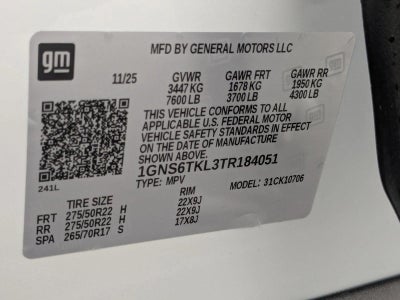 gm
MFD BY GENERAL MOTORS LLC
11/25 GVWR GAWR FRT GAWR RR
3447 KG 1678 KG 1950 KG
7600 LB 3700 LB 4300 LB
THIS VEHICLE CONFORMS TO ALL
APPLICABLE U.S. FEDERAL MOTOR
VEHICLE SAFETY STANDARDS IN EFFECT
ON THE DATE OF MANUFACTURE
SHOWN ABOVE.
1GNS6TKL3TR184051
TYPE: MPV MODEL: 31CK10706
241L
TIRE SIZE RIM
FRT 275/50R22 H 22X9J
RR 275/50R22 H 22X9J
SPA 265/70R17 S 17X8J